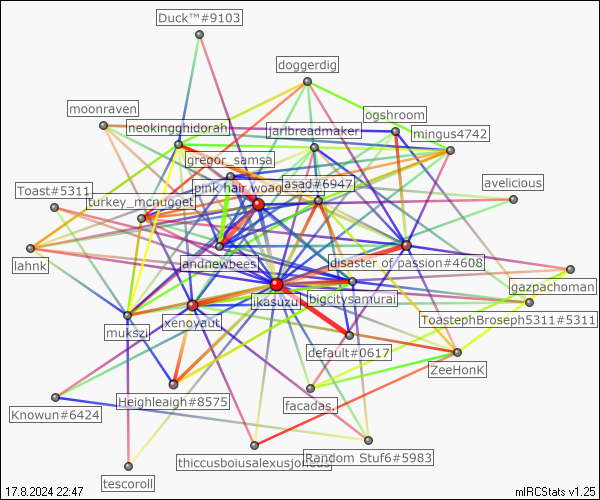 Duck™#9103
doggerdig
moonraven
ogshroom
neokingghidorah
jarlbreadmaker
mingus4742
gregor_samsa
pink hair woag
asad#6947
Toast#5311
turkey_mcnugget
avelicious
lahnk
andnewbees
disaster of passion#4608
gazpachoman
ikasuzu
bigcitysamurai
ToastephBroseph5311#5311
mukszi
xenoyaut
default#0617
ZeeHonK
Heighleaigh#8575
facadas.
Knowun#6424
thiccusboiusalexusjoneus
Random Stuf6#5983
tescoroll
17.8.2024 22:47
mIRCStats v1.25